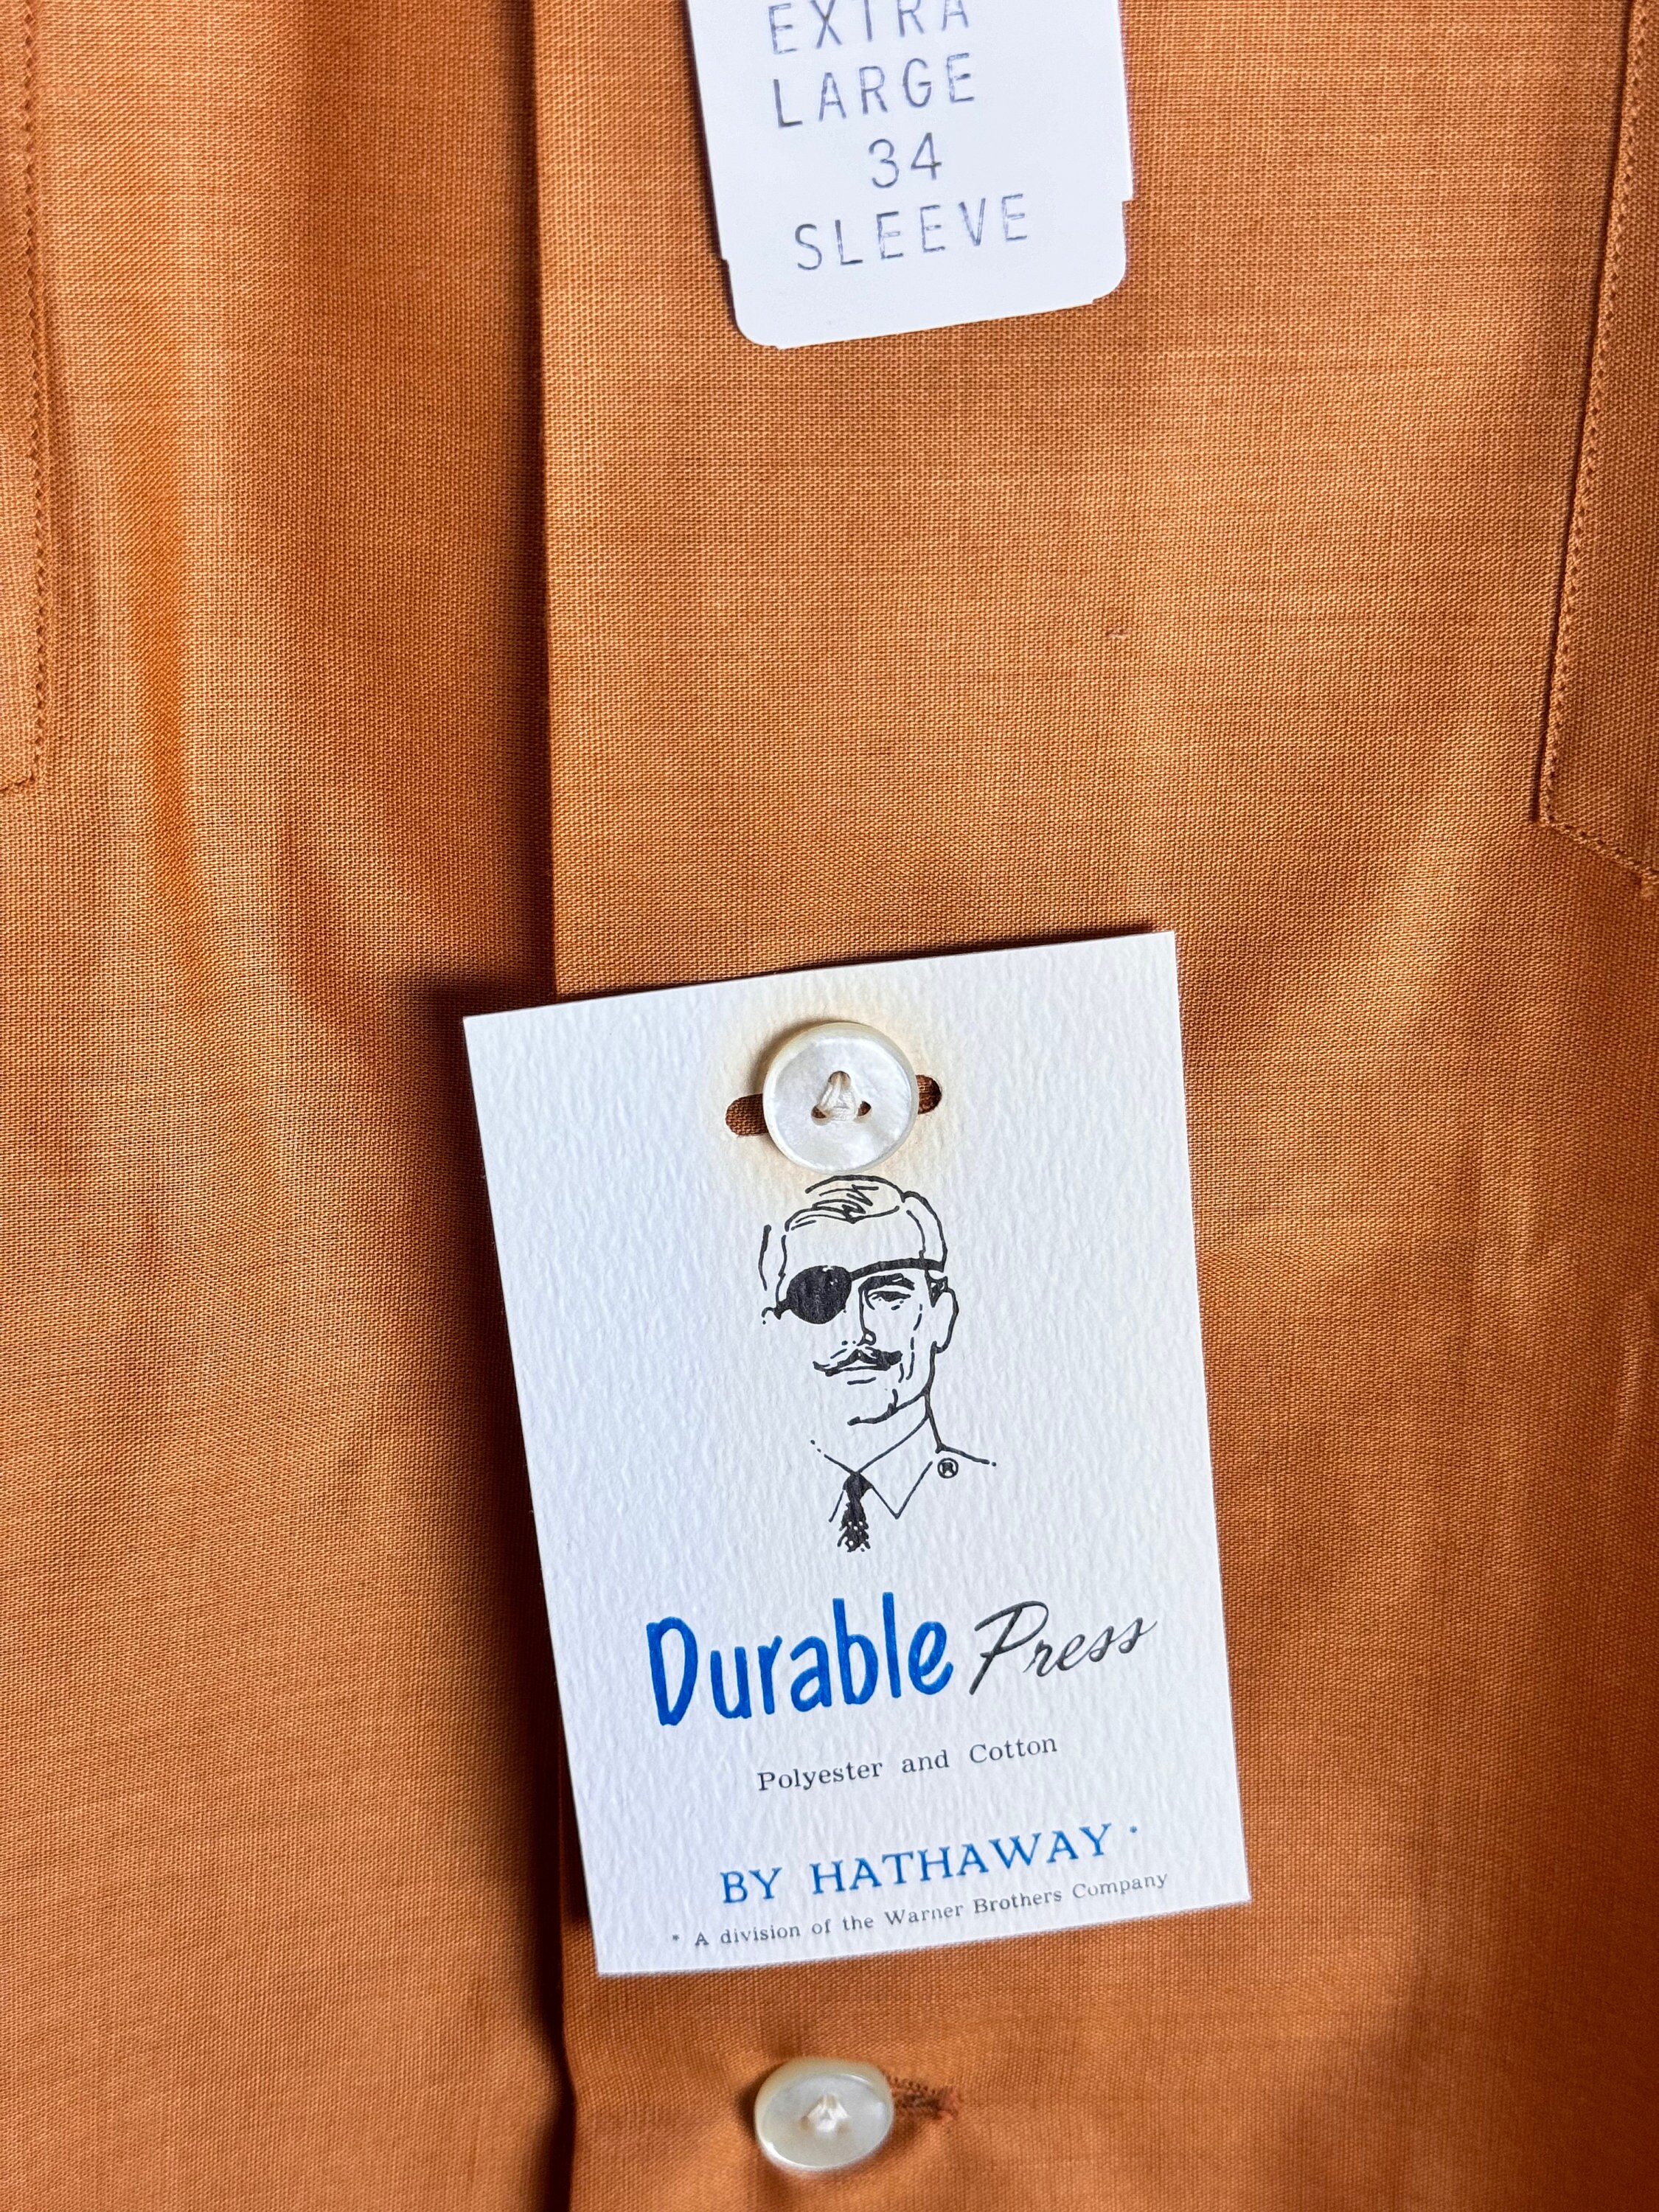 EXTRA
LARGE
34
SLEEVE
®
Durable Press
Polyester and Cotton
BY HATHAWAY *
* A division of the Warner Brothers Company